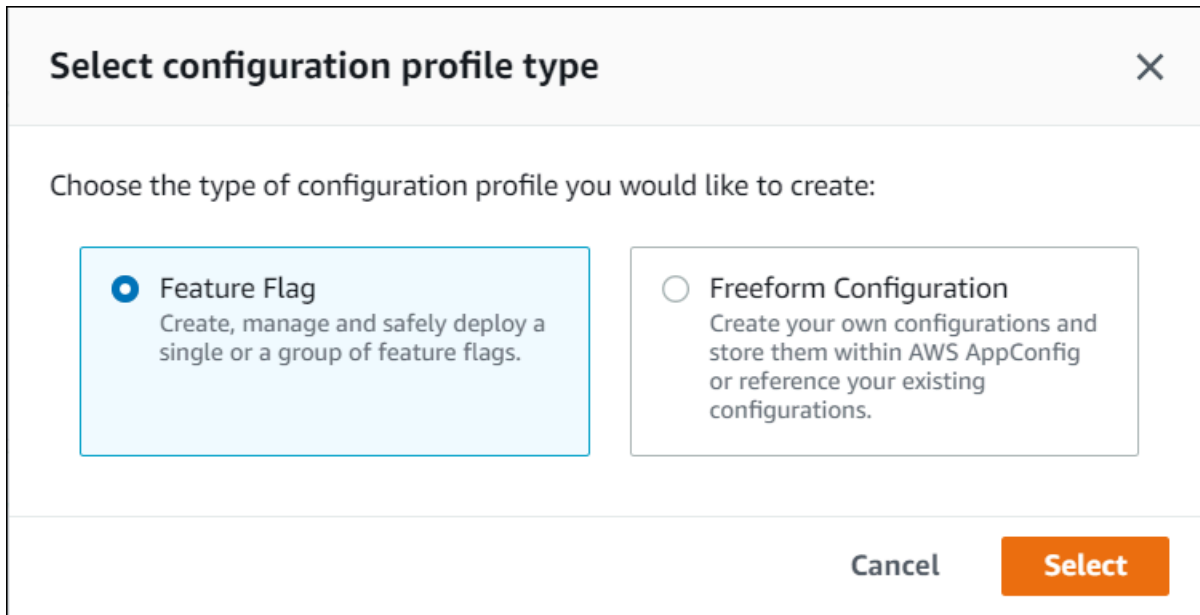 Select configuration profile type
Choose the type of configuration profile you would like to create:
Feature Flag
Create, manage and safely deploy a
single or a group of feature flags.
Freeform Configuration
Create your own configurations and
store them within AWS AppConfig
or reference your existing
configurations.
Cancel
Select